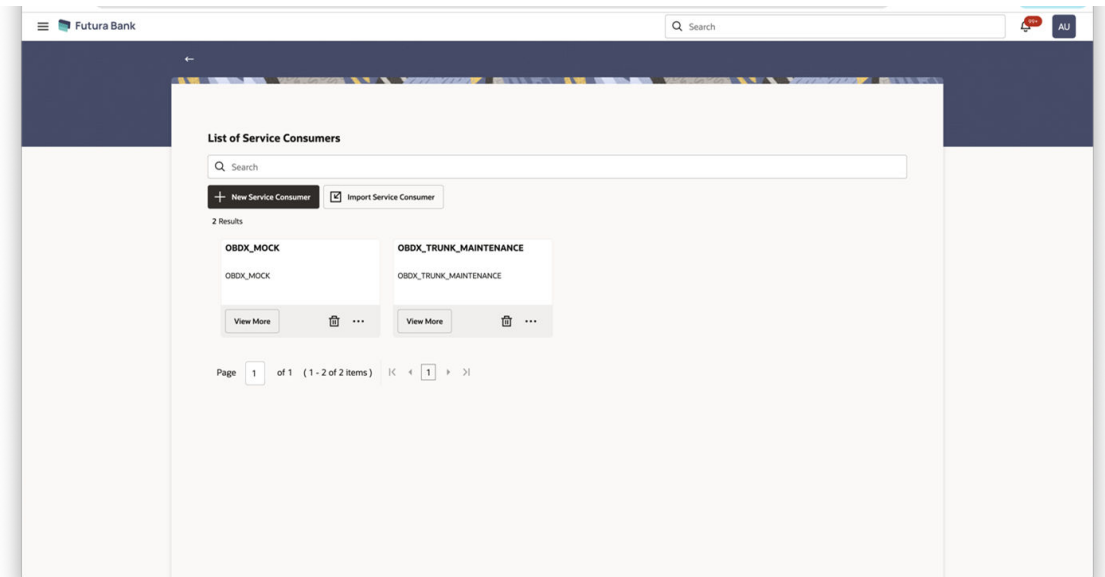 Futura Bank
Search
99+
AU
List of Service Consumers
Search
New Service Consumer
Import Service Consumer
2 Results
OBDX_MOCK
OBDX_MOCK
View More
OBDX_TRUNK_MAINTENANCE
OBDX_TRUNK_MAINTENANCE
View More
Page 1 of 1 ( 1 - 2 of 2 items ) 1